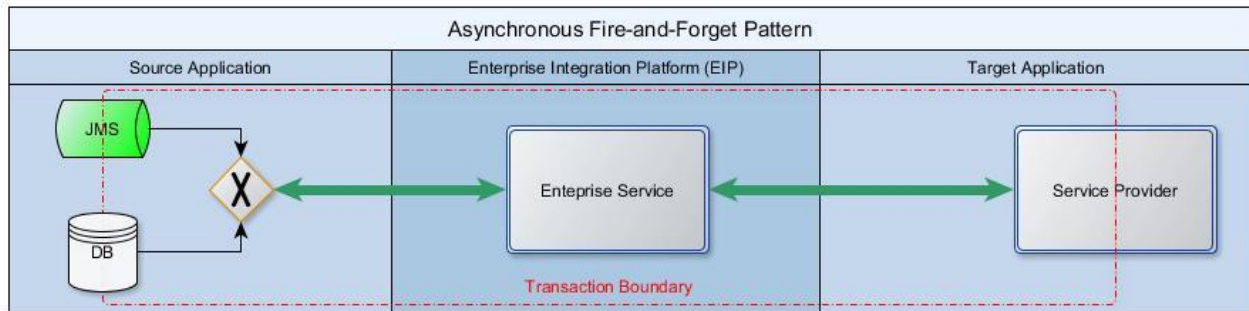 Asynchronous Fire-and-Forget Pattern
Source Application
Enterprise Integration Platform (EIP)
Target Application
JMS
X
Enteprise Service
Service Provider
DB
Transaction Boundary